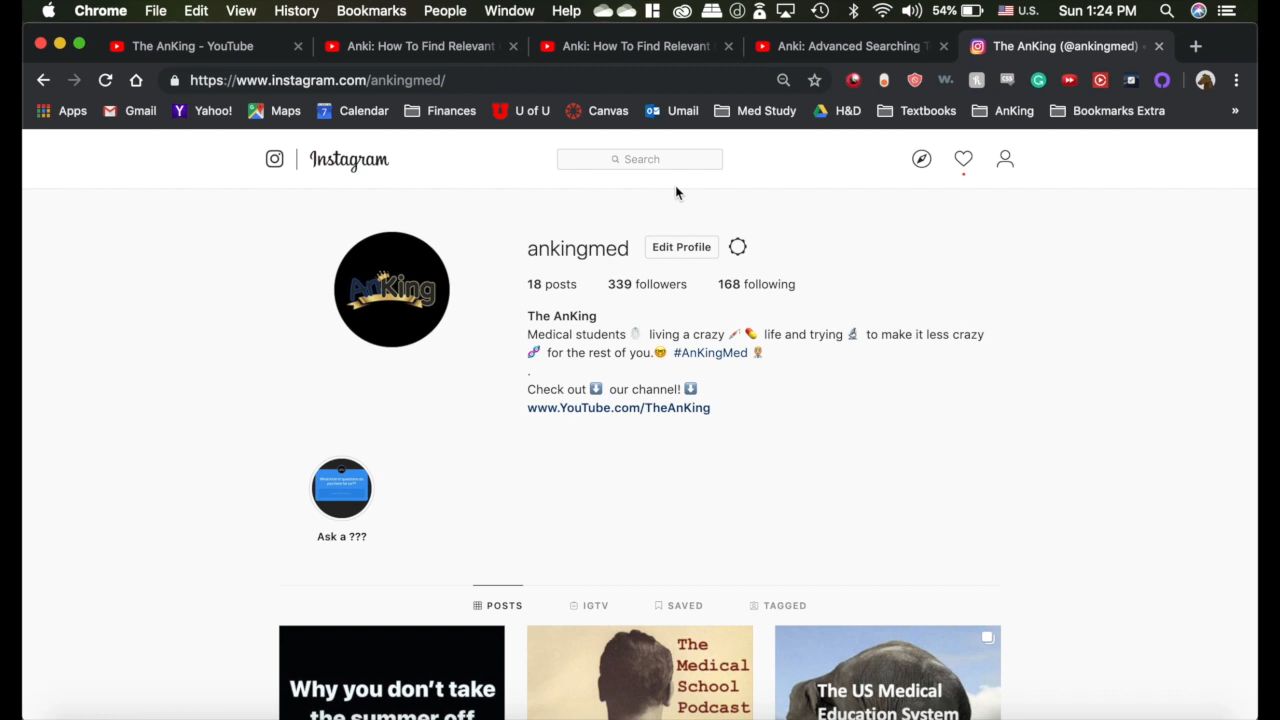 Chrome File Edit View History Bookmarks People Window Help 54% U.S. Sun 1:24 PM
The AnKing - YouTube
Anki: How To Find Relevant
Anki: How To Find Relevant
Anki: Advanced Searching T
The AnKing (@ankingmed)
https://www.instagram.com/ankingmed/
Apps Gmail Yahoo! Maps Calendar Finances U of U Canvas Umail Med Study H&D Textbooks AnKing Bookmarks Extra »
Instagram
Search
AnKing
ankingmed Edit Profile
18 posts 339 followers 168 following
The AnKing
Medical students living a crazy life and trying to make it less crazy
for the rest of you. #AnKingMed
.
Check out our channel!
www.YouTube.com/TheAnKing
Ask a ???
POSTS IGTV SAVED TAGGED
Why you don't take
the summer off
The
Medical
School
Podcast
The US Medical
Education System